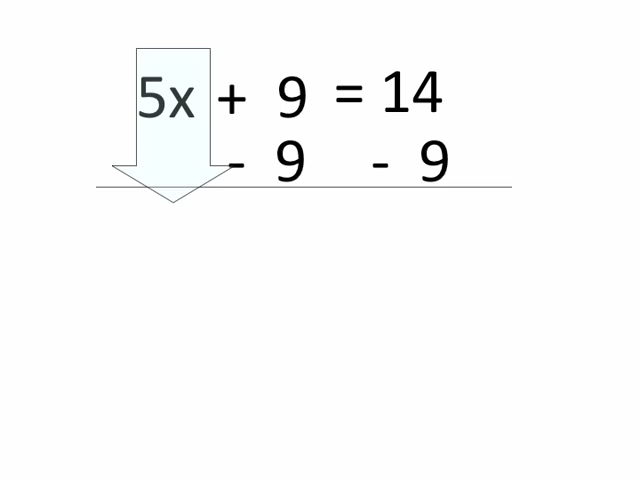 5x + 9 = 14
- 9 - 9